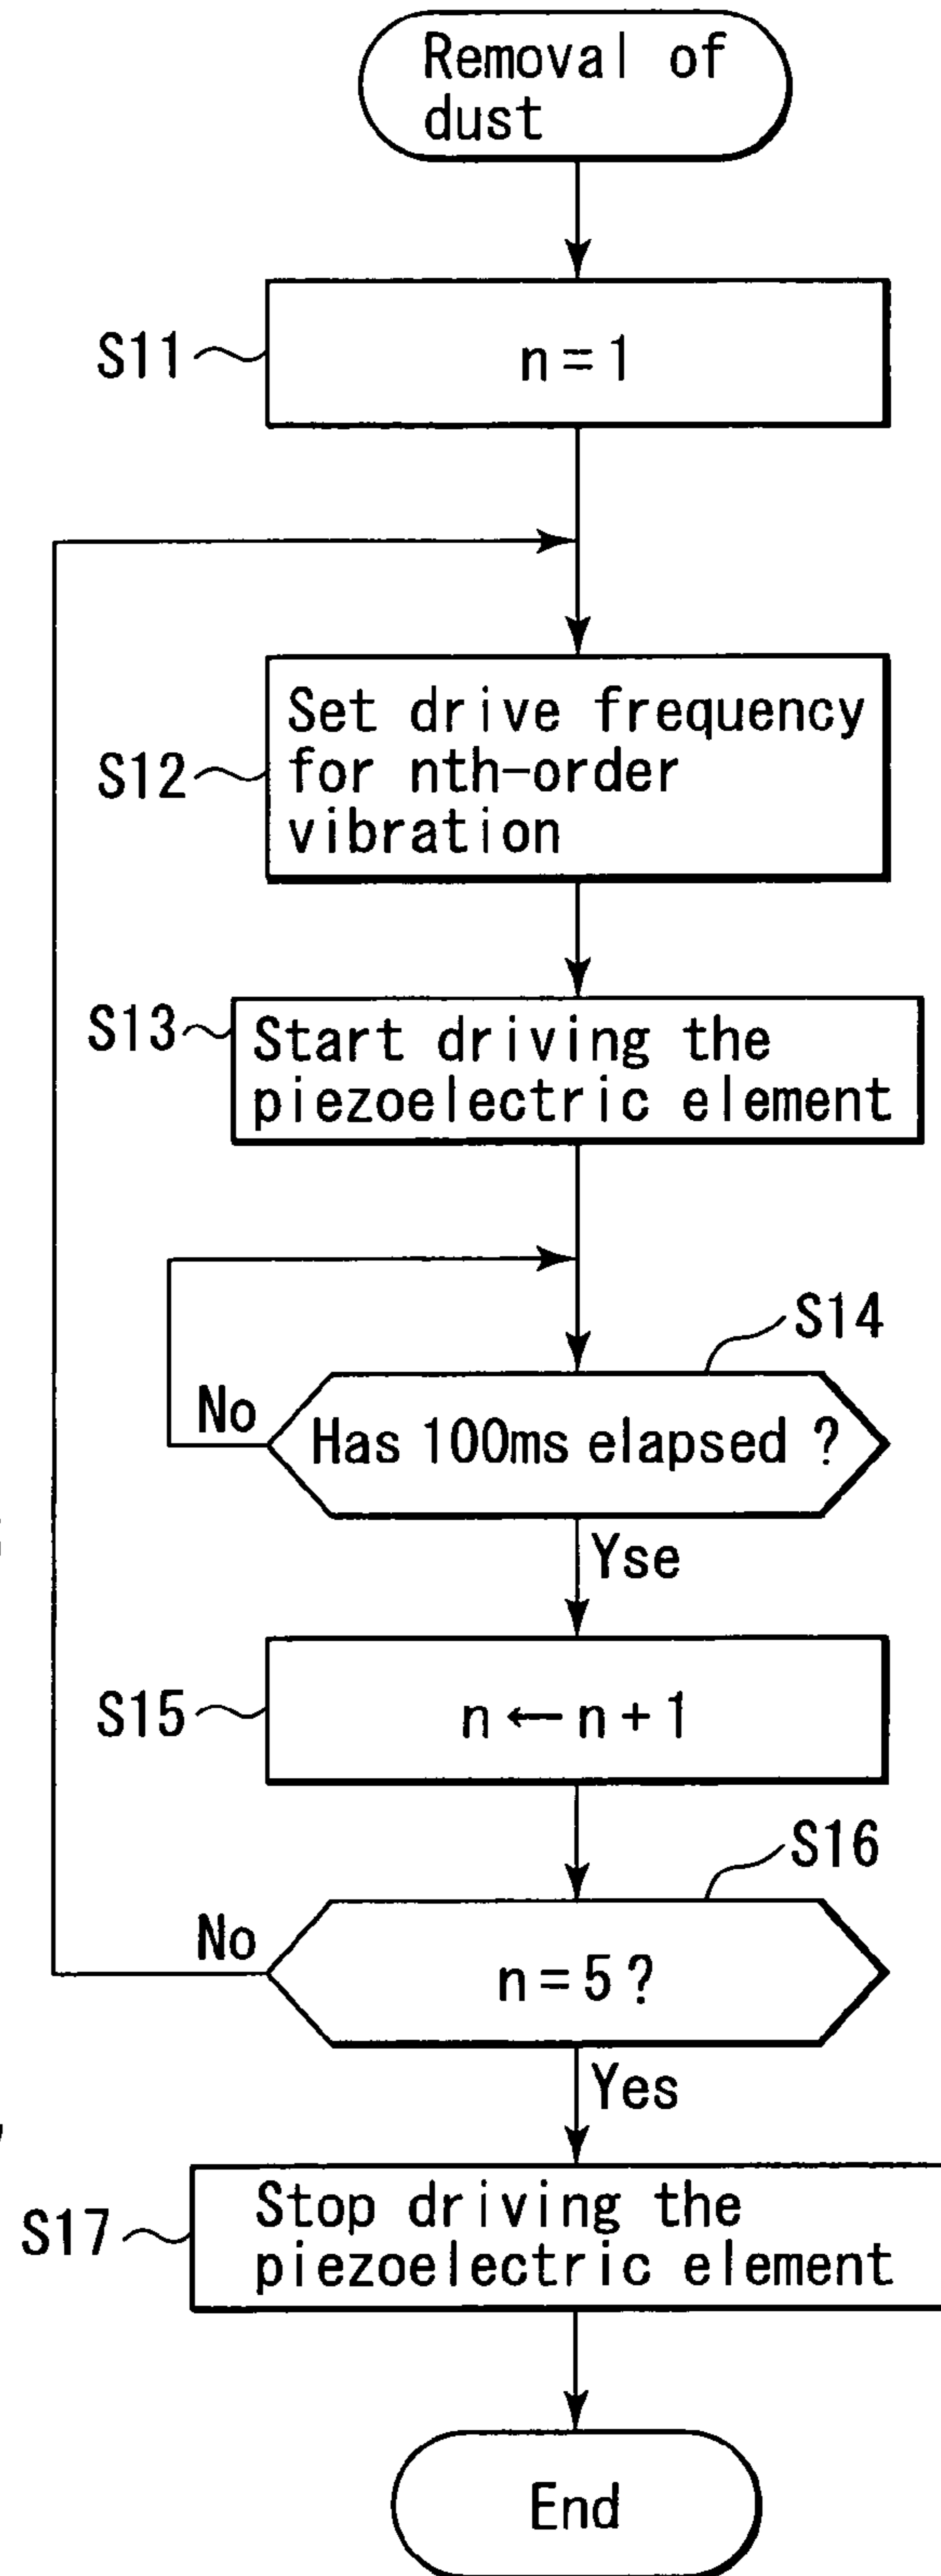 Removal of
dust
S11
n=1
S12
Set drive frequency
for nth-order
vibration
S13
Start driving the
piezoelectric element
S14
No
Has 100ms elapsed ?
Yse
S15
n←n+1
S16
No
n=5?
Yes
S17
Stop driving the
piezoelectric element
End